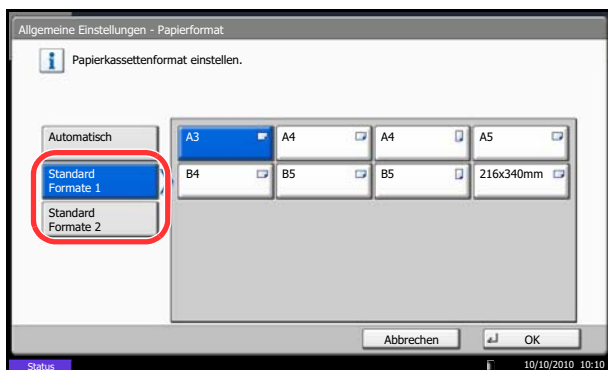 Allgemeine Einstellungen - Papierformat
Papierkassettenformat einstellen.
Automatisch
A3
A4
A4
A5
Standard
Formate 1
B4
B5
B5
216x340mm
Standard
Formate 2
Abbrechen
OK
Status
10/10/2010 10:10